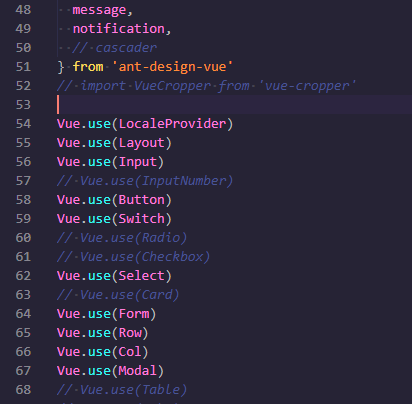 48 message,
49 notification,
50 // cascader
51 } from 'ant-design-vue'
52 // import VueCropper from 'vue-cropper'
53
54 Vue.use(LocaleProvider)
55 Vue.use(Layout)
56 Vue.use(Input)
57 // Vue.use(InputNumber)
58 Vue.use(Button)
59 Vue.use(Switch)
60 // Vue.use(Radio)
61 // Vue.use(Checkbox)
62 Vue.use(Select)
63 // Vue.use(Card)
64 Vue.use(Form)
65 Vue.use(Row)
66 Vue.use(Col)
67 Vue.use(Modal)
68 // Vue.use(Table)